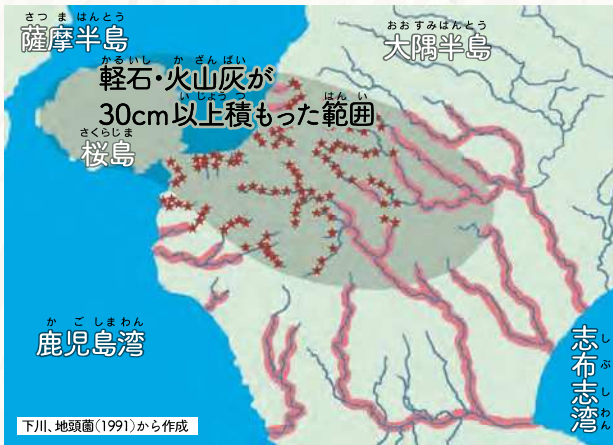 さつまはんとう
薩摩半島
おおすみはんとう
大隅半島
かるいし かざんばい
軽石・火山灰が
いじょうつ はんい
30cm以上積もった範囲
さくらじま
桜島
かごしまわん
鹿児島湾
志布志湾
しぶしわん
下川、地頭菌(1991)から作成